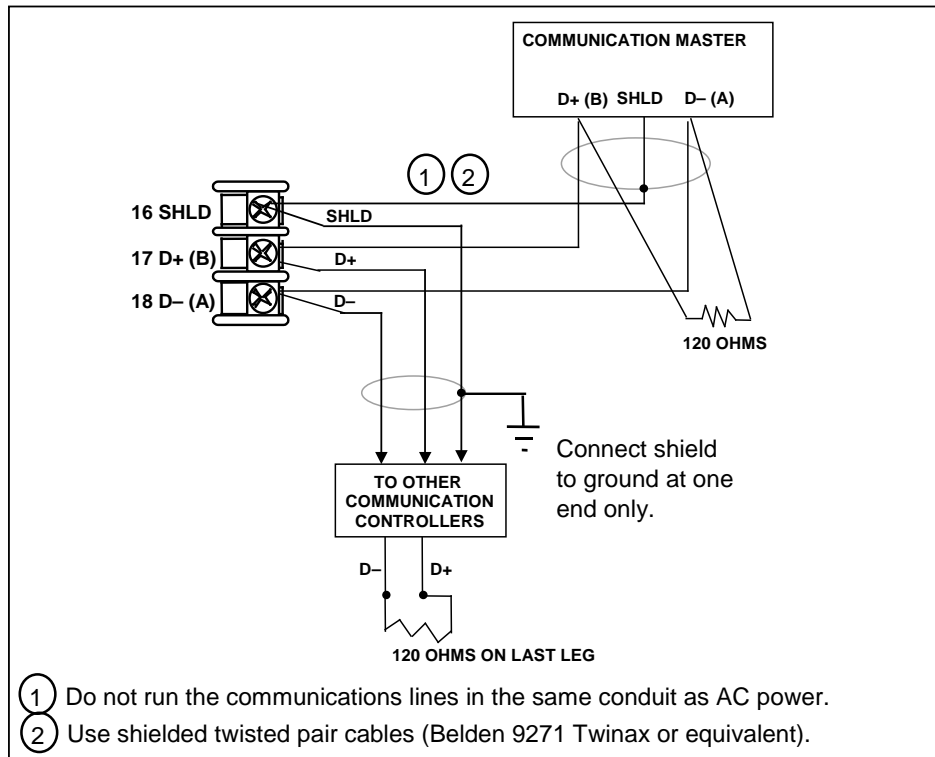 COMMUNICATION MASTER
D+ (B) SHLD D– (A)
1 2
16 SHLD
SHLD
17 D+ (B)
D+
18 D– (A)
D–
120 OHMS
Connect shield
to ground at one
end only.
TO OTHER
COMMUNICATION
CONTROLLERS
D– D+
120 OHMS ON LAST LEG
1 Do not run the communications lines in the same conduit as AC power.
2 Use shielded twisted pair cables (Belden 9271 Twinax or equivalent).